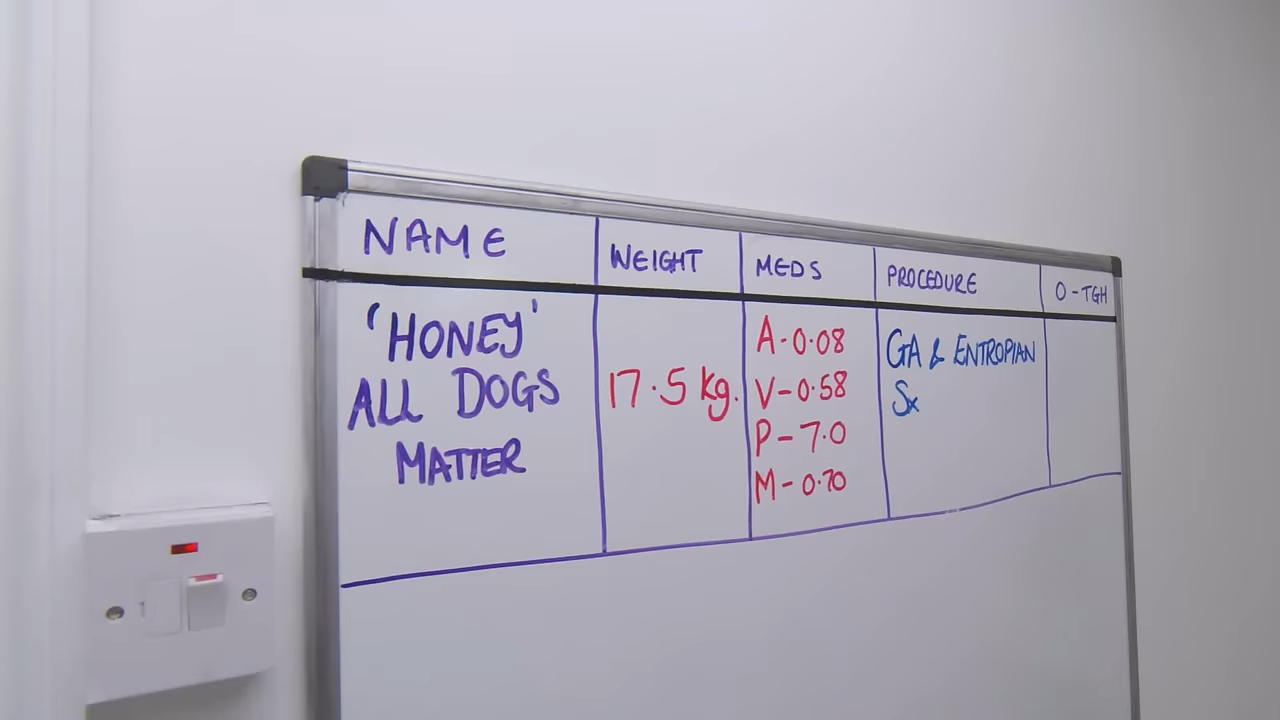 NAME
WEIGHT
MEDS
PROCEDURE
O-TGH
'HONEY'
ALL DOGS
MATTER
17.5 kg.
A-0.08
V-0.58
P-7.0
M-0.70
GA & ENTROPIAN
Sx